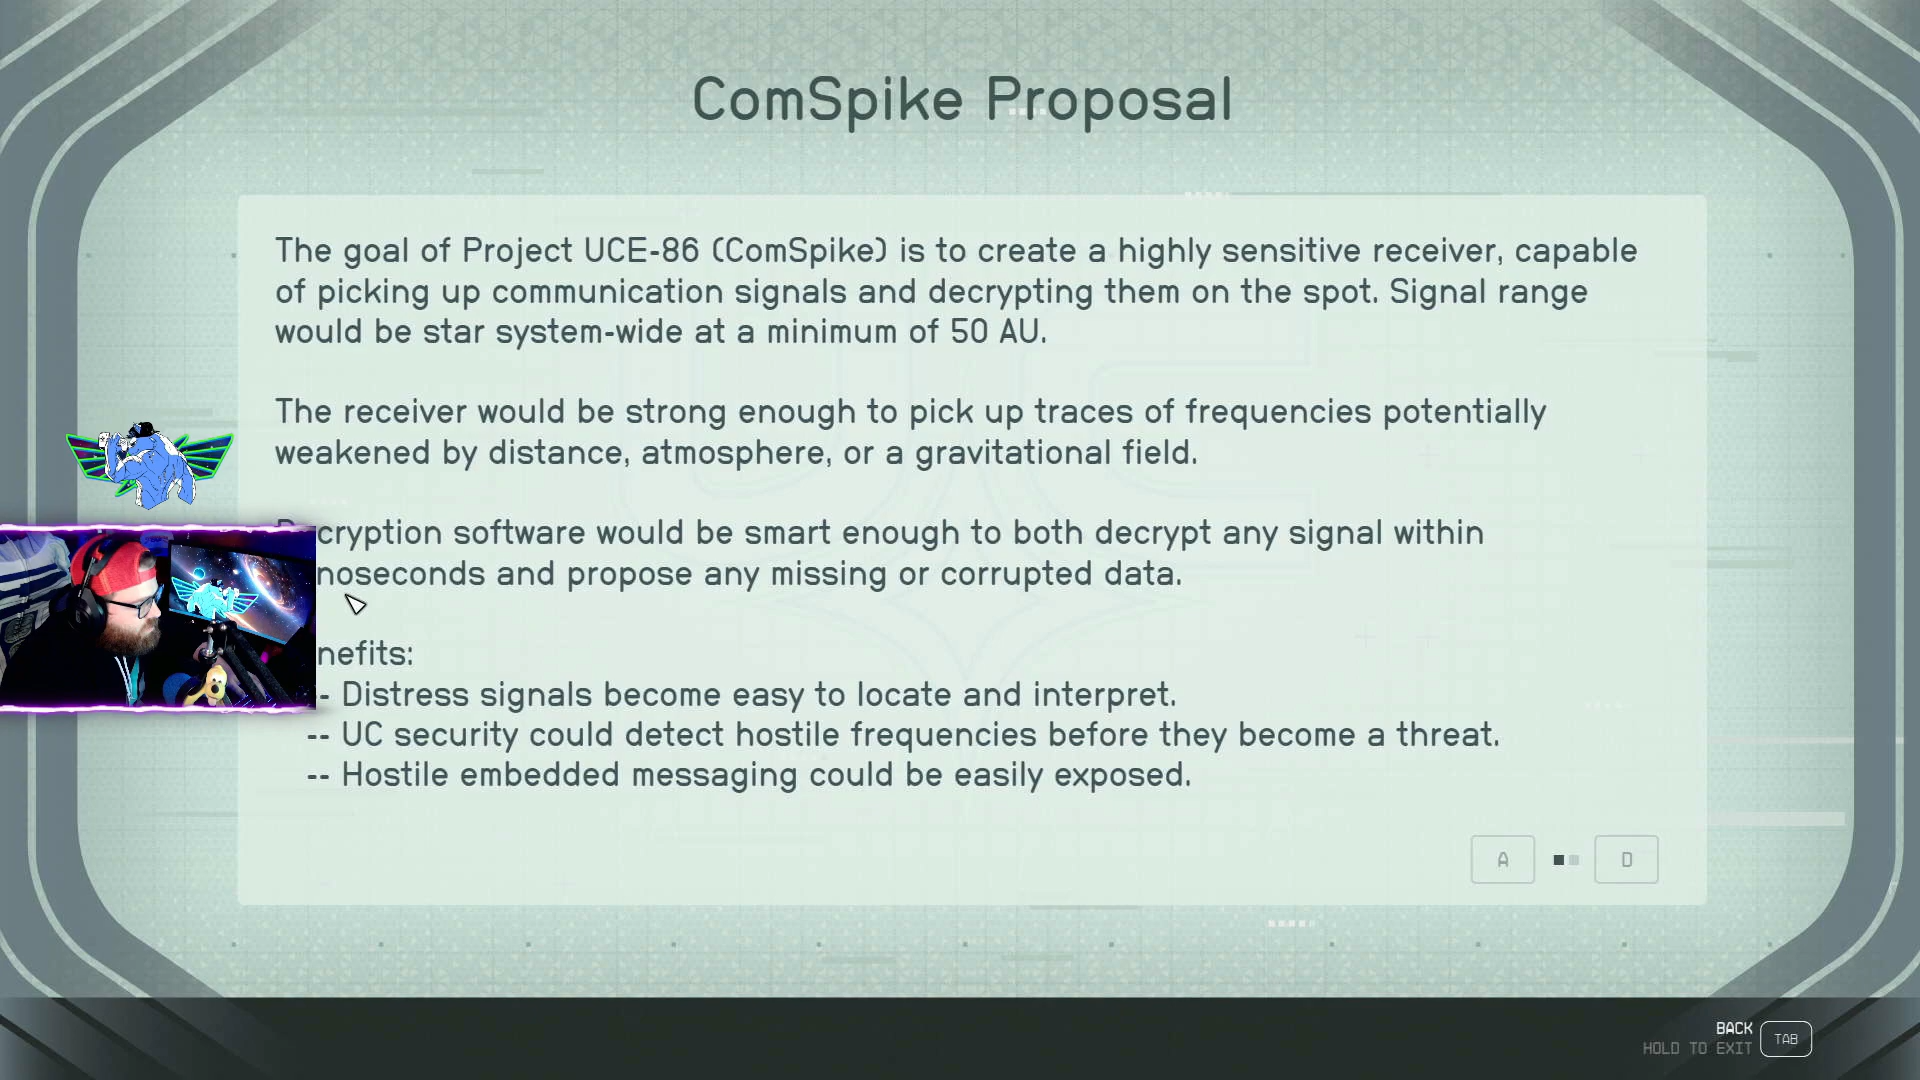 ComSpike Proposal
The goal of Project UCE-86 (ComSpike) is to create a highly sensitive receiver, capable
of picking up communication signals and decrypting them on the spot. Signal range
would be star system-wide at a minimum of 50 AU.
The receiver would be strong enough to pick up traces of frequencies potentially
weakened by distance, atmosphere, or a gravitational field.
cryption software would be smart enough to both decrypt any signal within
noseconds and propose any missing or corrupted data.
nefits:
- Distress signals become easy to locate and interpret.
-- UC security could detect hostile frequencies before they become a threat.
-- Hostile embedded messaging could be easily exposed.
A D
BACK
HOLD TO EXIT TAB